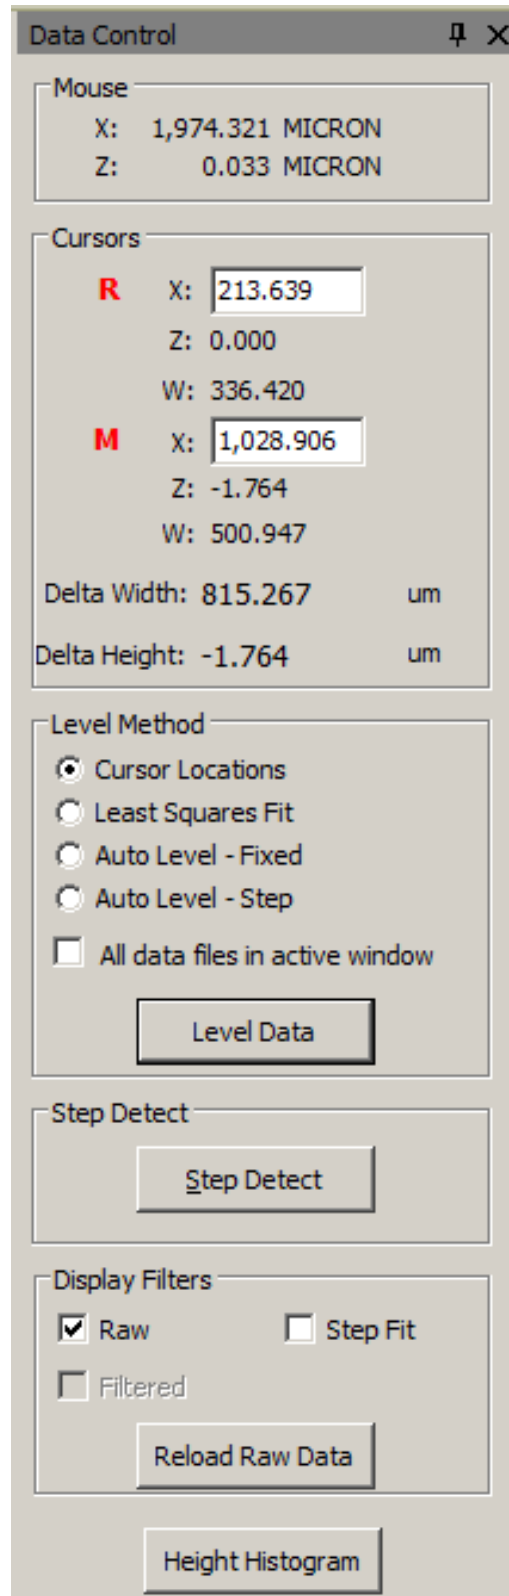 Data Control
Mouse
X: 1,974.321 MICRON
Z: 0.033 MICRON
Cursors
R X: 213.639
Z: 0.000
W: 336.420
M X: 1,028.906
Z: -1.764
W: 500.947
Delta Width: 815.267 um
Delta Height: -1.764 um
Level Method
Cursor Locations
Least Squares Fit
Auto Level - Fixed
Auto Level - Step
All data files in active window
Level Data
Step Detect
Step Detect
Display Filters
Raw Step Fit
Filtered
Reload Raw Data
Height Histogram